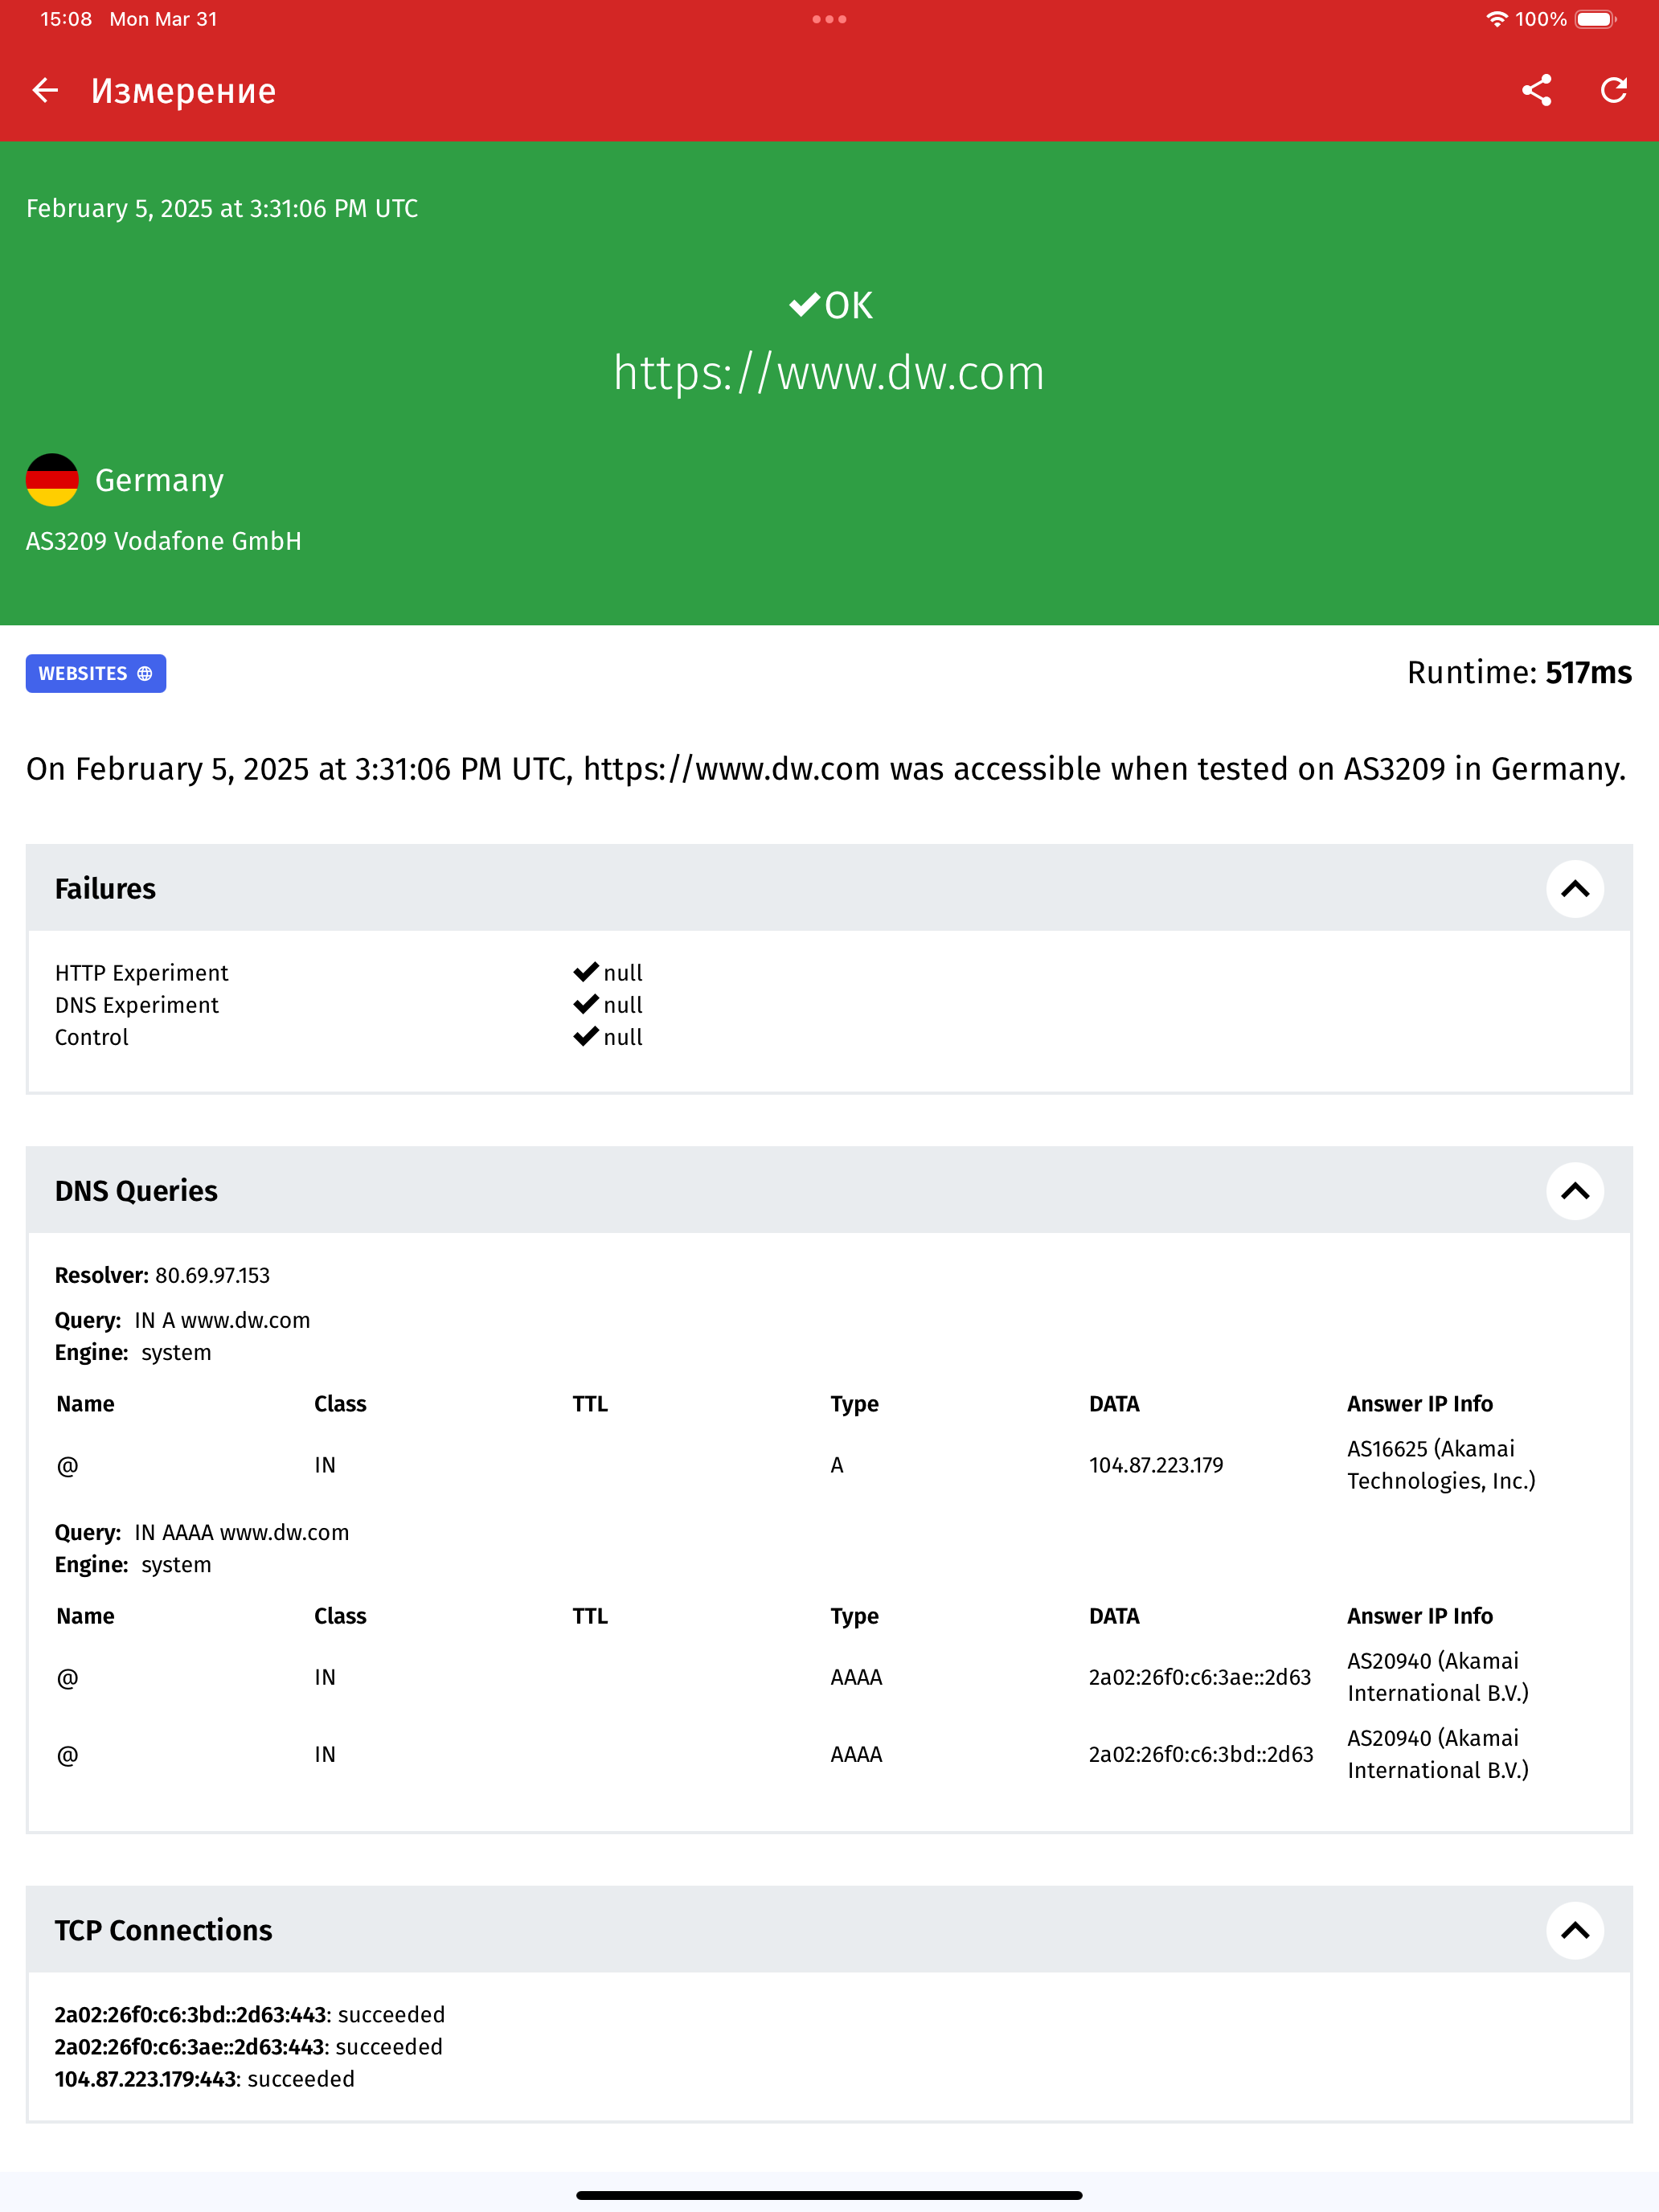 15:08 Mon Mar 31
100%
Измерение
February 5, 2025 at 3:31:06 PM UTC
OK
https://www.dw.com
Germany
AS3209 Vodafone GmbH
WEBSITES
Runtime: 517ms
On February 5, 2025 at 3:31:06 PM UTC, https://www.dw.com was accessible when tested on AS3209 in Germany.
Failures
HTTP Experiment null
DNS Experiment null
Control null
DNS Queries
Resolver: 80.69.97.153
Query: IN A www.dw.com
Engine: system
Name Class TTL Type DATA Answer IP Info
@ IN A 104.87.223.179 AS16625 (Akamai
Technologies, Inc.)
Query: IN AAAA www.dw.com
Engine: system
Name Class TTL Type DATA Answer IP Info
@ IN AAAA 2a02:26f0:c6:3ae::2d63 AS20940 (Akamai
International B.V.)
@ IN AAAA 2a02:26f0:c6:3bd::2d63 AS20940 (Akamai
International B.V.)
TCP Connections
2a02:26f0:c6:3bd::2d63:443: succeeded
2a02:26f0:c6:3ae::2d63:443: succeeded
104.87.223.179:443: succeeded